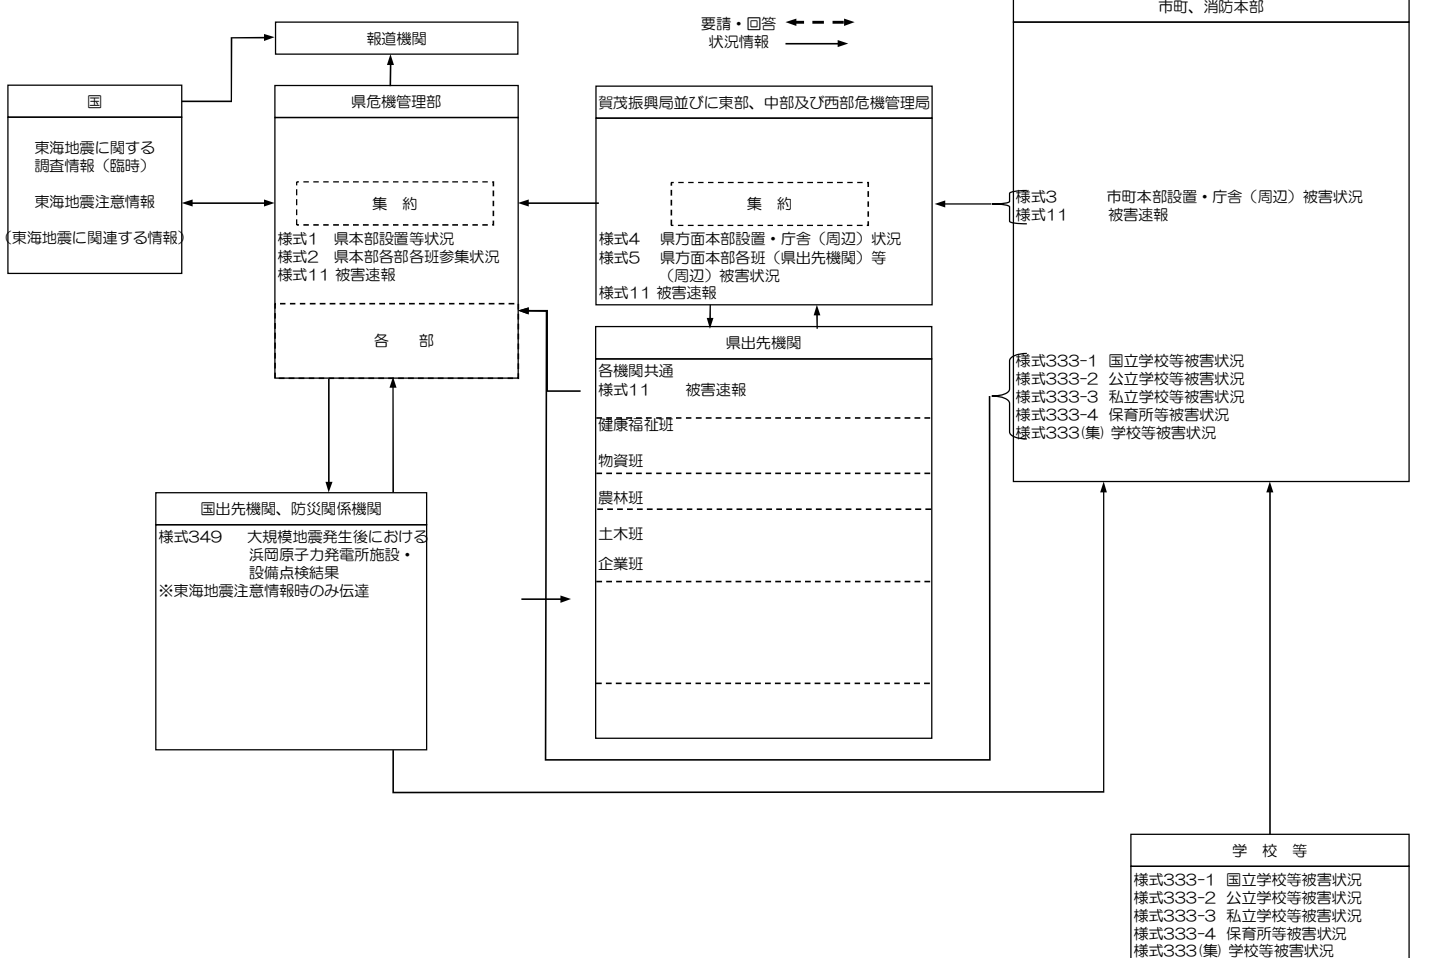 要請・回答
状況情報
市町、消防本部
様式3 市町本部設置・庁舎（周辺）被害状況
様式11 被害速報
様式333-1 国立学校等被害状況
様式333-2 公立学校等被害状況
様式333-3 私立学校等被害状況
様式333-4 保育所等被害状況
様式333(集) 学校等被害状況
報道機関
国
東海地震に関する
調査情報（臨時）
東海地震注意情報
（東海地震に関連する情報）
県危機管理部
集 約
様式1 県本部設置等状況
様式2 県本部各部各班参集状況
様式11 被害速報
各 部
賀茂振興局並びに東部、中部及び西部危機管理局
集 約
様式4 県方面本部設置・庁舎（周辺）状況
様式5 県方面本部各班（県出先機関）等
（周辺）被害状況
様式11 被害速報
県出先機関
各機関共通
様式11 被害速報
健康福祉班
物資班
農林班
土木班
企業班
国出先機関、防災関係機関
様式349 大規模地震発生後における
浜岡原子力発電所施設・
設備点検結果
※東海地震注意情報時のみ伝達
学 校 等
様式333-1 国立学校等被害状況
様式333-2 公立学校等被害状況
様式333-3 私立学校等被害状況
様式333-4 保育所等被害状況
様式333(集) 学校等被害状況